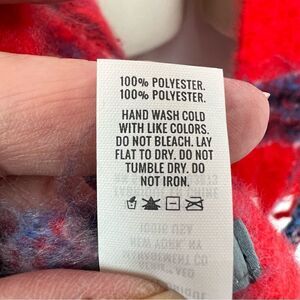 100% POLYESTER.
100% POLYESTER.
HAND WASH COLD
WITH LIKE COLORS.
DO NOT BLEACH. LAY
FLAT TO DRY. DO NOT
TUMBLE DRY. DO
NOT IRON.